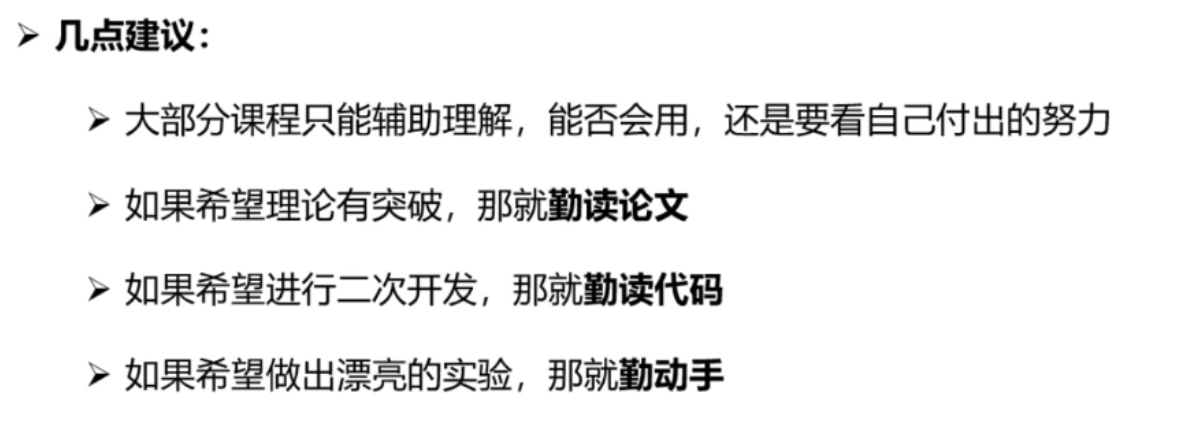 ➢ 几点建议：
➢ 大部分课程只能辅助理解，能否会用，还是要看自己付出的努力
➢ 如果希望理论有突破，那就勤读论文
➢ 如果希望进行二次开发，那就勤读代码
➢ 如果希望做出漂亮的实验，那就勤动手